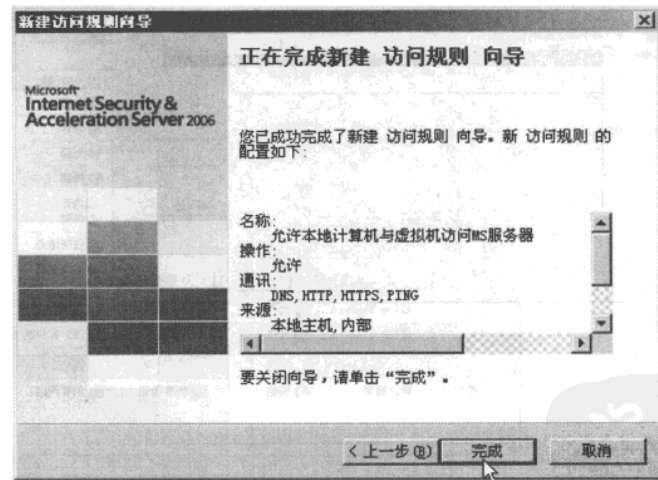 新建访问规则向导
正在完成新建 访问规则 向导
Microsoft
Internet Security &
Acceleration Server 2006
您已成功完成了新建 访问规则 向导。新 访问规则 的
配置如下:
名称:
允许本地计算机与虚拟机访问MS服务器
操作:
允许
通讯:
DNS, HTTP, HTTPS, PING
来源:
本地主机, 内部
要关闭向导，请单击“完成”。
< 上一步(B)
完成
取消